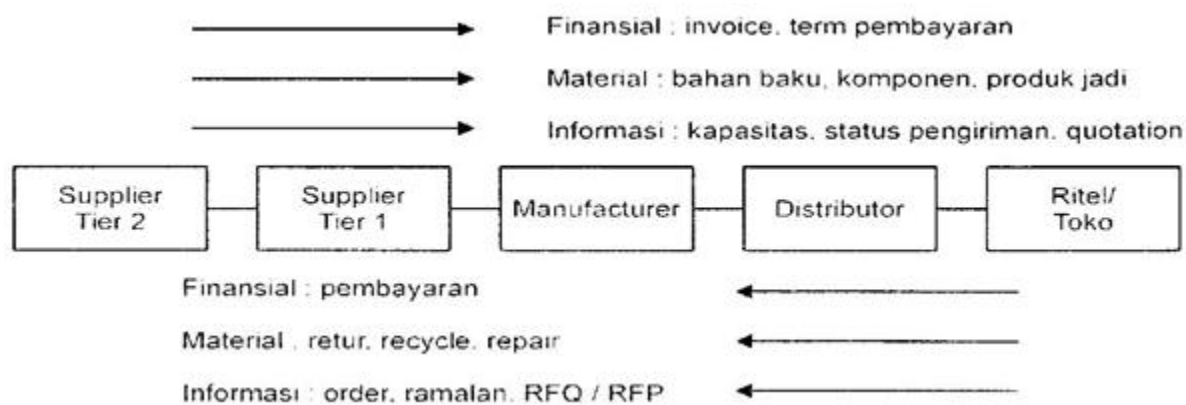 Finansial : invoice, term pembayaran
Material : bahan baku, komponen, produk jadi
Informasi : kapasitas, status pengiriman, quotation
Supplier
Tier 2
Supplier
Tier 1
Manufacturer
Distributor
Ritel/
Toko
Finansial : pembayaran
Material : retur, recycle, repair
Informasi : order, ramalan, RFQ / RFP